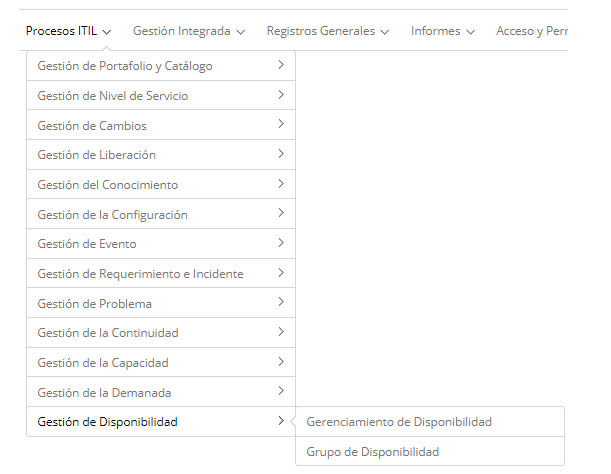 Procesos ITIL Gestión Integrada Registros Generales Informes Acceso y
Gestión de Portafolio y Catálogo
Gestión de Nivel de Servicio
Gestión de Cambios
Gestión de Liberación
Gestión del Conocimiento
Gestión de la Configuración
Gestión de Evento
Gestión de Requerimiento e Incidente
Gestión de Problema
Gestión de la Continuidad
Gestión de la Capacidad
Gestión de la Demanada
Gestión de Disponibilidad
Gerenciamiento de Disponibilidad
Grupo de Disponibilidad